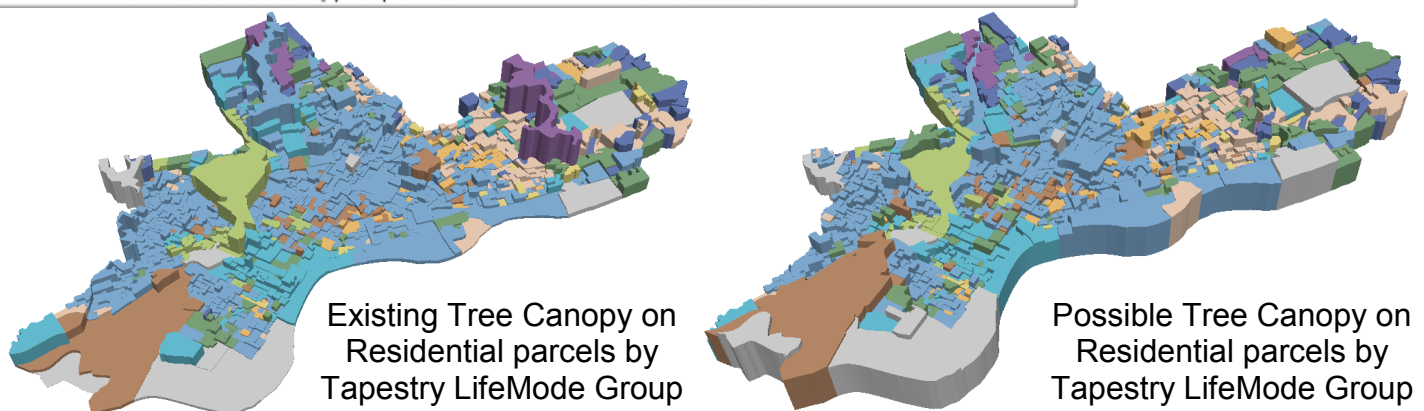 Existing Tree Canopy on
Residential parcels by
Tapestry LifeMode Group
Possible Tree Canopy on
Residential parcels by
Tapestry LifeMode Group